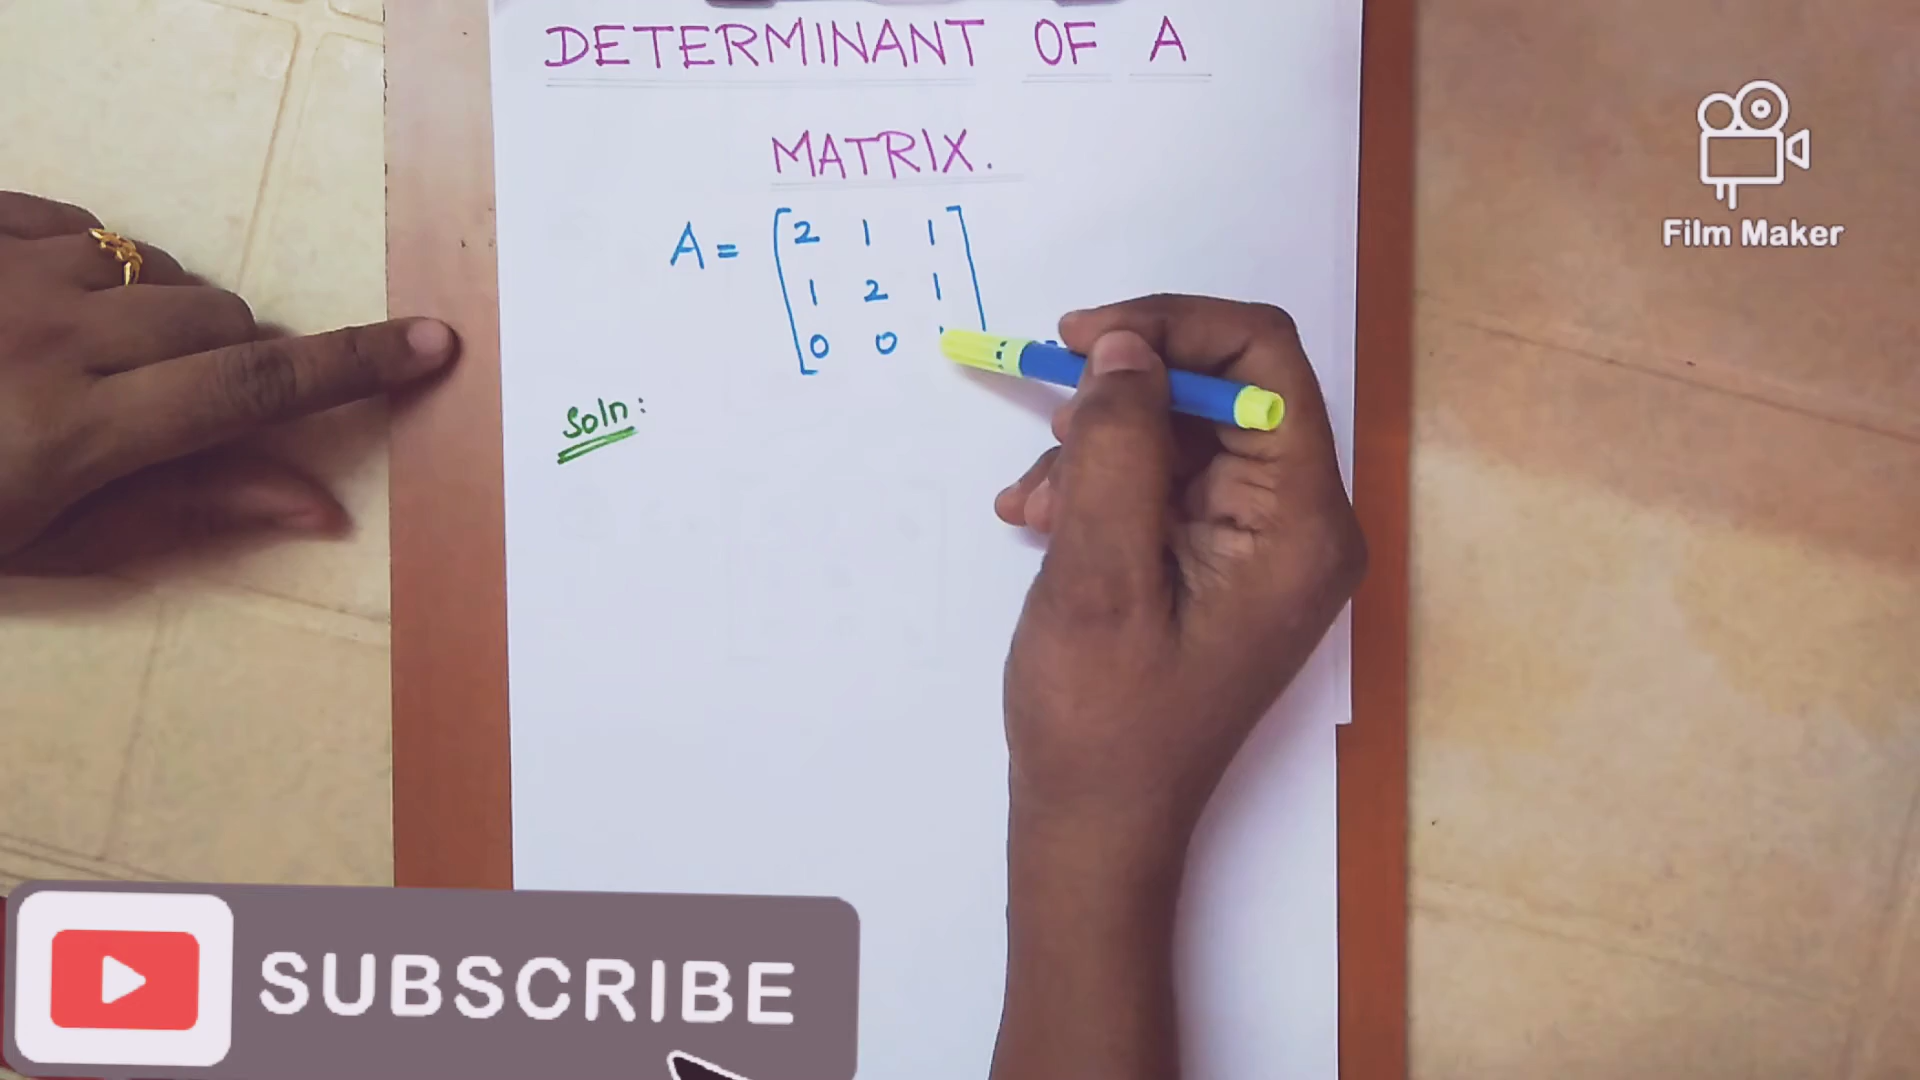 DETERMINANT OF A
MATRIX.
A = [2 1 1
1 2 1
0 0
Soln:
Film Maker
SUBSCRIBE